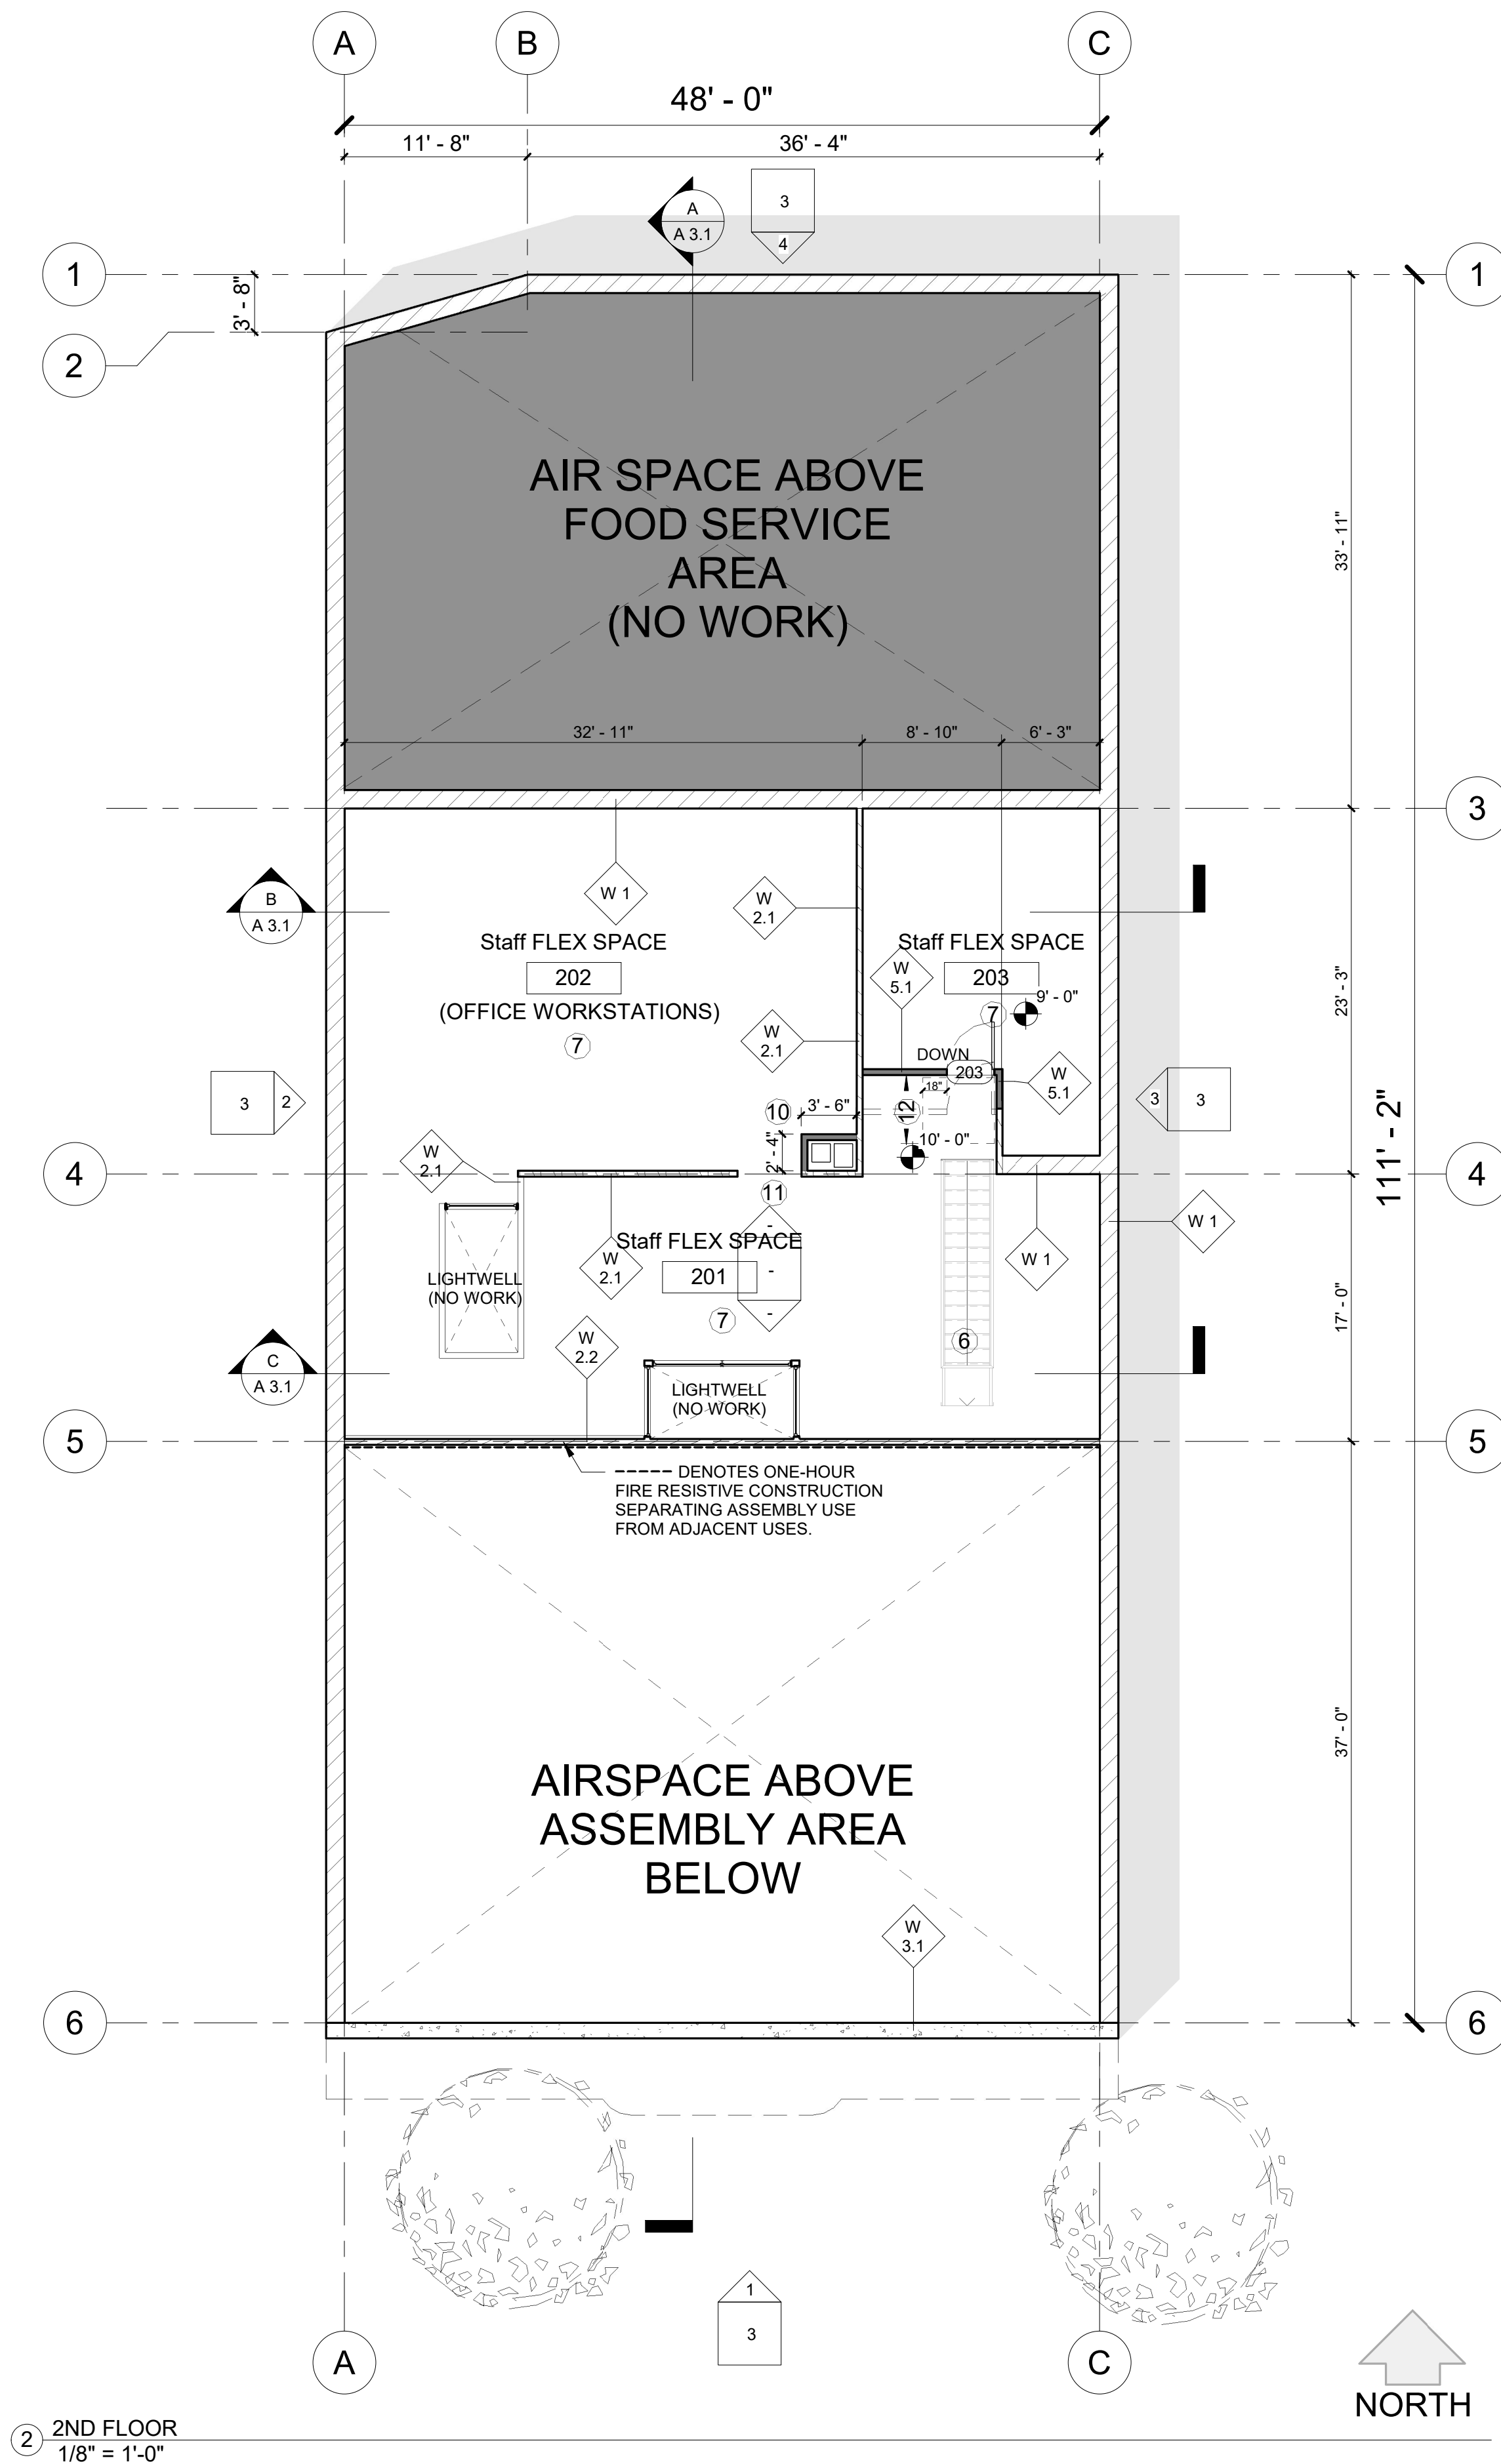 A
B
C
48' - 0"
11' - 8"
36' - 4"
A
A 3.1
3
4
1
1
3' - 8"
2
AIR SPACE ABOVE
FOOD SERVICE
AREA
(NO WORK)
33' - 11"
32' - 11"
8' - 10"
6' - 3"
3
W 1
W
2.1
B
A 3.1
Staff FLEX SPACE
202
(OFFICE WORKSTATIONS)
7
Staff FLEX SPACE
203
W
5.1
9' - 0"
7
23' - 3"
W
2.1
DOWN
203
W
5.1
18"
3
2
3
3
10
3' - 6"
12
2' - 4"
10' - 0"
111' - 2"
W
2.1
4
4
11
W 1
W 1
-
-
-
Staff FLEX SPACE
201
W
2.1
LIGHTWELL
(NO WORK)
7
6
17' - 0"
W
2.2
C
A 3.1
LIGHTWELL
(NO WORK)
5
5
DENOTES ONE-HOUR
FIRE RESISTIVE CONSTRUCTION
SEPARATING ASSEMBLY USE
FROM ADJACENT USES.
37' - 0"
AIRSPACE ABOVE
ASSEMBLY AREA
BELOW
W
3.1
6
6
1
3
A
C
NORTH
2
2ND FLOOR
1/8" = 1'-0"